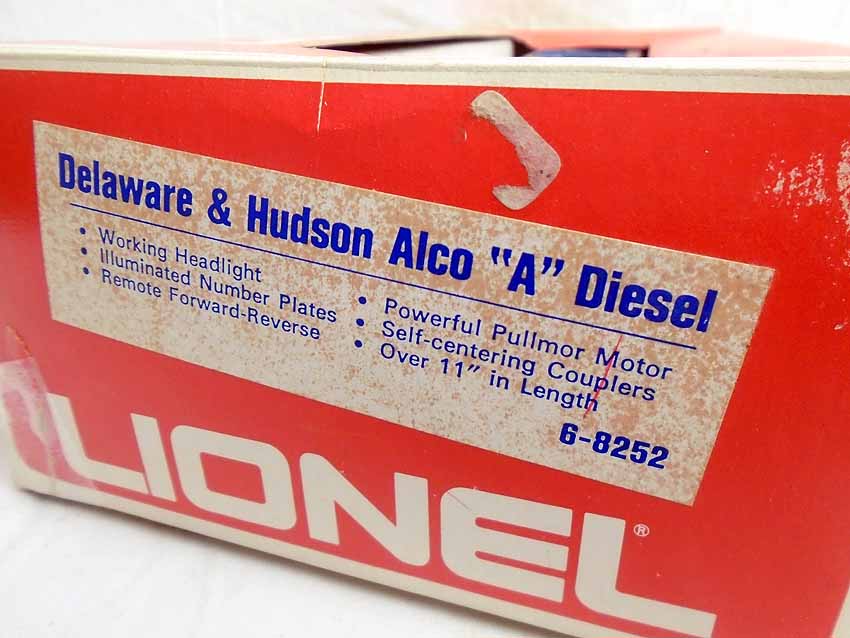 Delaware & Hudson Alco "A" Diesel
• Working Headlight
• Illuminated Number Plates
• Remote Forward-Reverse
• Powerful Pullmor Motor
• Self-centering Couplers
• Over 11" in Length
6-8252
LIONEL®